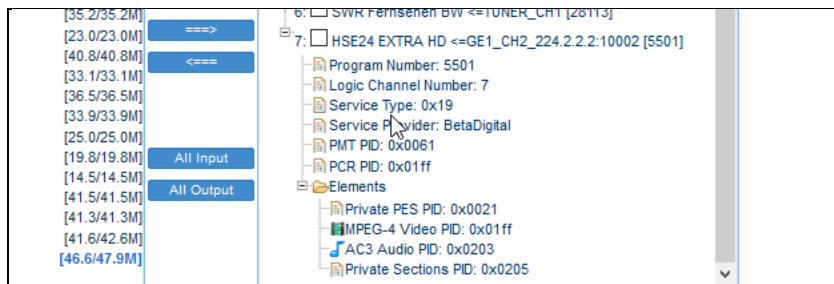 [35.2/35.2M]
[23.0/23.0M]
[40.8/40.8M]
[33.1/33.1M]
[36.5/36.5M]
[33.9/33.9M]
[25.0/25.0M]
[19.8/19.8M]
[14.5/14.5M]
[41.5/41.5M]
[41.3/41.3M]
[41.6/42.6M]
[46.6/47.9M]
===>
<===
All Input
All Output
6: SWR Fernsehen BW <=TUNER_CH1 [28113]
7: HSE24 EXTRA HD <=GE1_CH2_224.2.2.2:10002 [5501]
Program Number: 5501
Logic Channel Number: 7
Service Type: 0x19
Service Provider: BetaDigital
PMT PID: 0x0061
PCR PID: 0x01ff
Elements
Private PES PID: 0x0021
MPEG-4 Video PID: 0x01ff
AC3 Audio PID: 0x0203
Private Sections PID: 0x0205